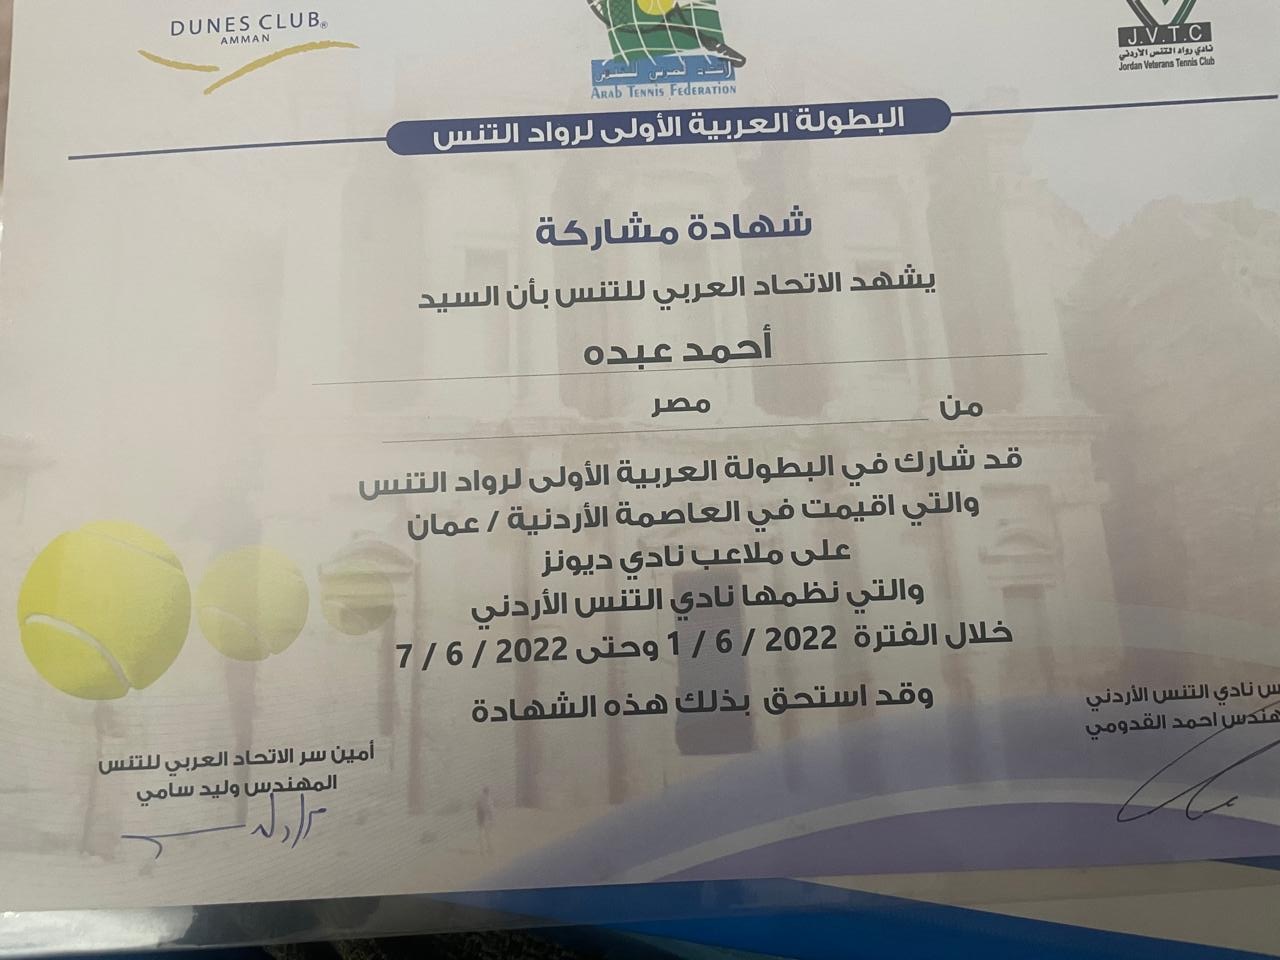 DUNES CLUB®
AMMAN
الاتحاد العربي للتنس
ARAB TENNIS FEDERATION
J.V.T.C
نادي رواد التنس الأردني
Jordan Veterans Tennis Club
البطولة العربية الأولى لرواد التنس
شهادة مشاركة
يشهد الاتحاد العربي للتنس بأن السيد
أحمد عبده
من مصر
قد شارك في البطولة العربية الأولى لرواد التنس
والتي اقيمت في العاصمة الأردنية / عمان
على ملاعب نادي ديونز
والتي نظمها نادي التنس الأردني
خلال الفترة 2022 / 6 / 1 وحتى 2022 / 6 / 7
وقد استحق بذلك هذه الشهادة
نادي التنس الأردني
احمد القدومي
أمين سر الاتحاد العربي للتنس
المهندس وليد سامي